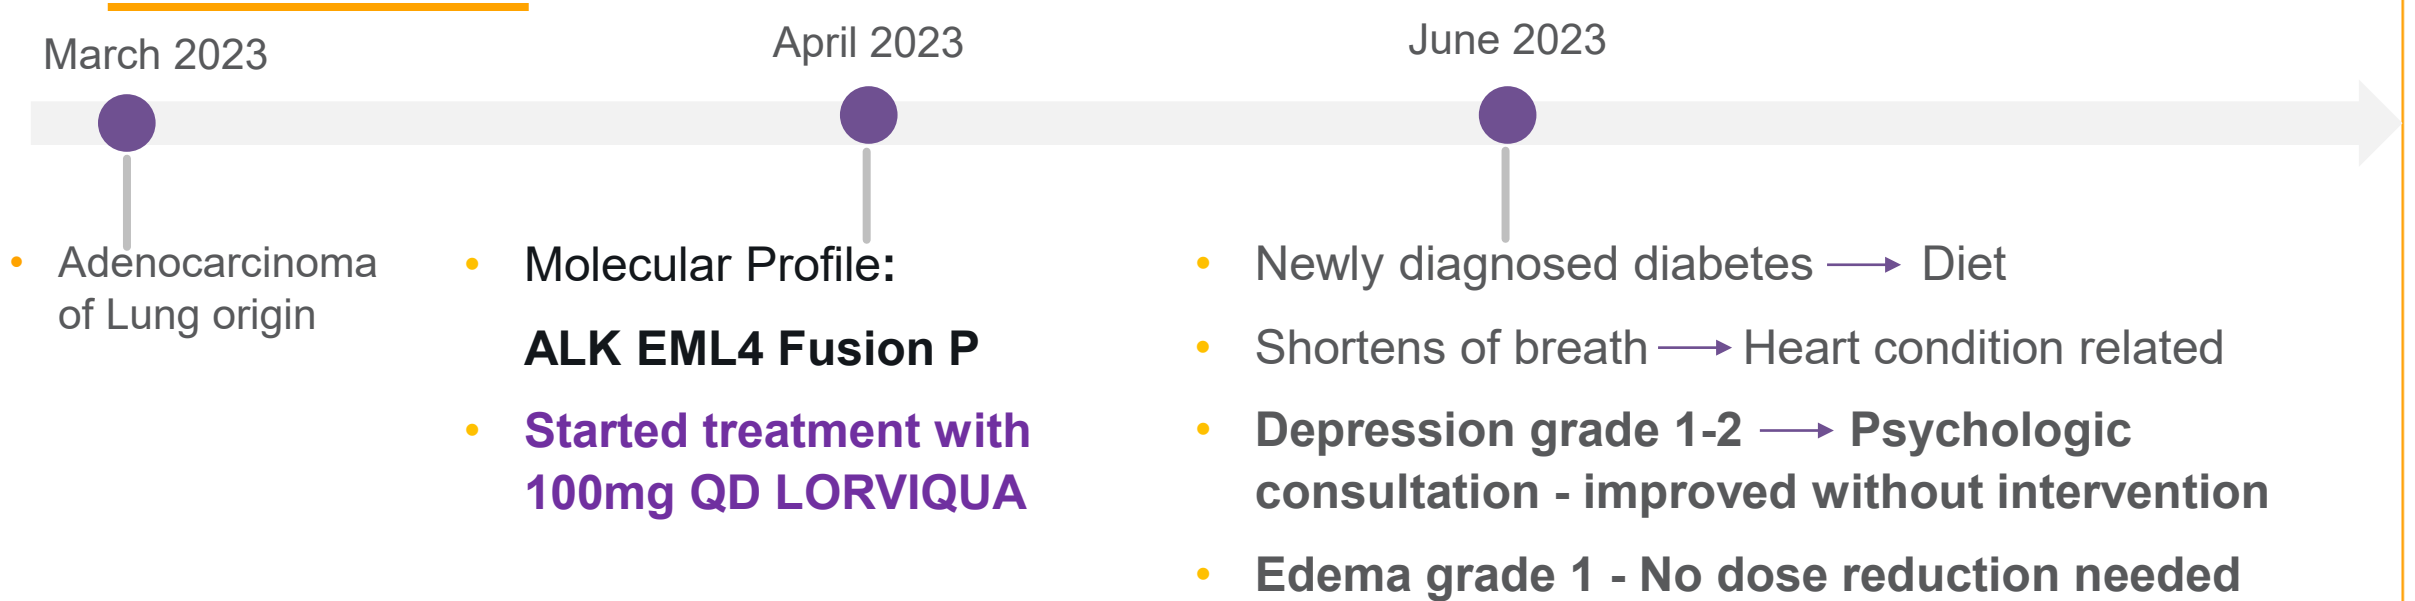 March 2023
April 2023
June 2023
• Adenocarcinoma
of Lung origin
• Molecular Profile:
ALK EML4 Fusion P
• Started treatment with
100mg QD LORVIQUA
• Newly diagnosed diabetes → Diet
• Shortens of breath → Heart condition related
• Depression grade 1-2 → Psychologic
consultation - improved without intervention
• Edema grade 1 - No dose reduction needed